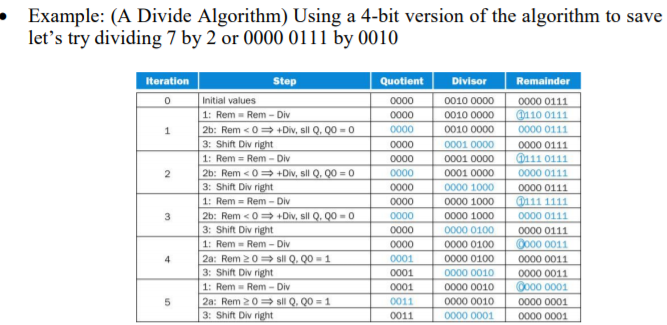 • Example: (A Divide Algorithm) Using a 4-bit version of the algorithm to save
let's try dividing 7 by 2 or 0000 0111 by 0010
Iteration Step Quotient Divisor Remainder
0 Initial values 0000 0010 0000 0000 0111
1: Rem = Rem – Div 0000 0010 0000 ①110 0111
1 2b: Rem < 0 ⇒ +Div, sll Q, Q0 = 0 0000 0010 0000 0000 0111
3: Shift Div right 0000 0001 0000 0000 0111
1: Rem = Rem – Div 0000 0001 0000 ①111 0111
2 2b: Rem < 0 ⇒ +Div, sll Q, Q0 = 0 0000 0001 0000 0000 0111
3: Shift Div right 0000 0000 1000 0000 0111
1: Rem = Rem – Div 0000 0000 1000 ①111 1111
3 2b: Rem < 0 ⇒ +Div, sll Q, Q0 = 0 0000 0000 1000 0000 0111
3: Shift Div right 0000 0000 0100 0000 0111
1: Rem = Rem – Div 0000 0000 0100 ⓪000 0011
4 2a: Rem ≥ 0 ⇒ sll Q, Q0 = 1 0001 0000 0100 0000 0011
3: Shift Div right 0001 0000 0010 0000 0011
1: Rem = Rem – Div 0001 0000 0010 ⓪000 0001
5 2a: Rem ≥ 0 ⇒ sll Q, Q0 = 1 0011 0000 0010 0000 0001
3: Shift Div right 0011 0000 0001 0000 0001